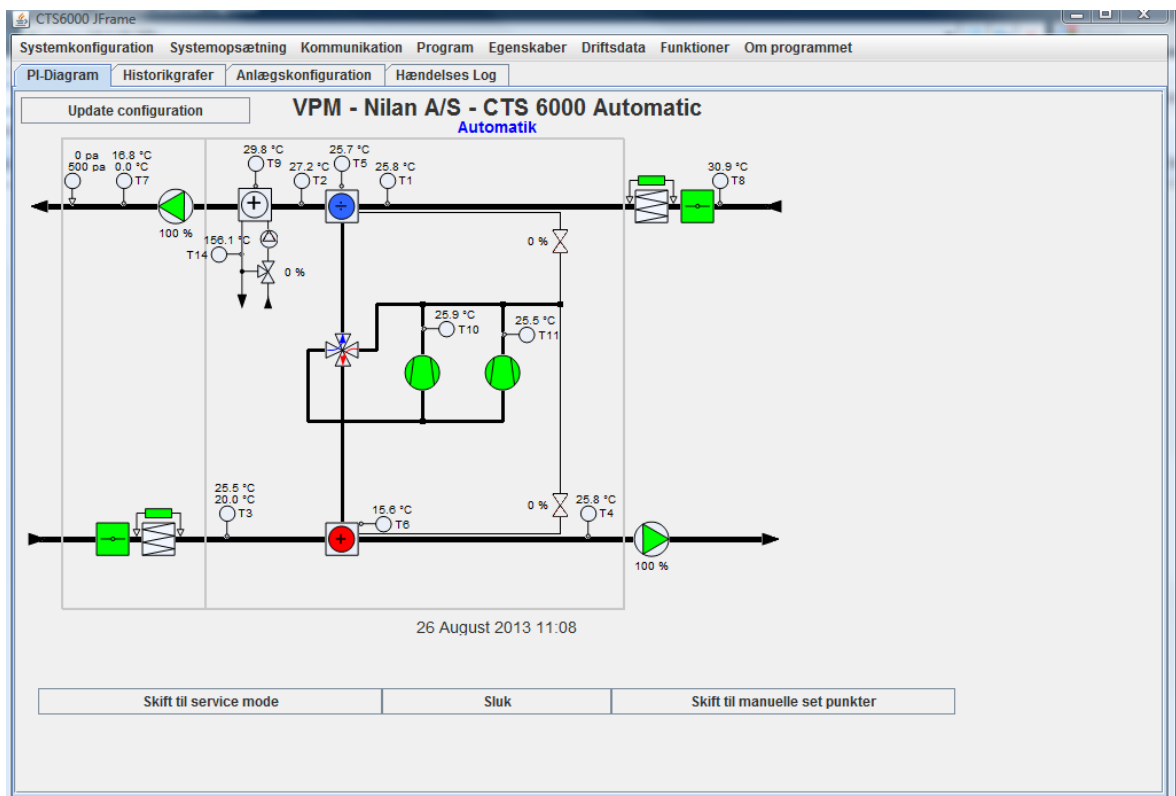 CTS6000 JFrame
Systemkonfiguration Systemopsætning Kommunikation Program Egenskaber Driftsdata Funktioner Om programmet
PI-Diagram Historikgrafer Anlægskonfiguration Hændelses Log
Update configuration
VPM - Nilan A/S - CTS 6000 Automatic
Automatik
0 pa
500 pa
16.8 °C
0.0 °C
T7
100 %
29.8 °C
T9
27.2 °C
T2
25.7 °C
T5
25.8 °C
T1
30.9 °C
T8
156.1 °C
T14
0 %
0 %
25.9 °C
T10
25.5 °C
T11
25.5 °C
20.0 °C
T3
15.6 °C
T6
0 %
25.8 °C
T4
100 %
26 August 2013 11:08
Skift til service mode
Sluk
Skift til manuelle set punkter